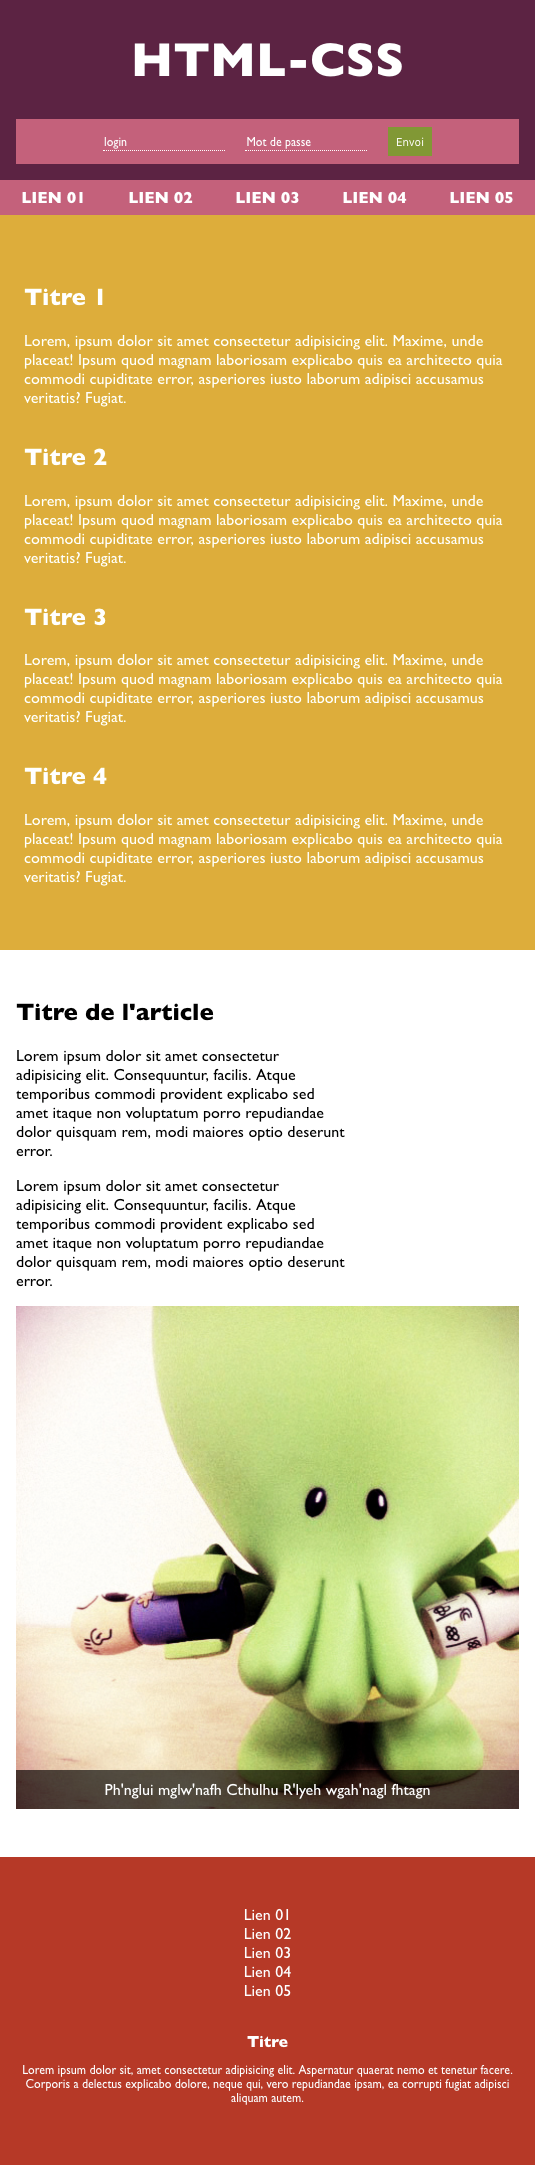 HTML-CSS
login Mot de passe Envoi
LIEN 01 LIEN 02 LIEN 03 LIEN 04 LIEN 05
Titre 1
Lorem, ipsum dolor sit amet consectetur adipisicing elit. Maxime, unde
placeat! Ipsum quod magnam laboriosam explicabo quis ea architecto quia
commodi cupiditate error, asperiores iusto laborum adipisci accusamus
veritatis? Fugiat.
Titre 2
Lorem, ipsum dolor sit amet consectetur adipisicing elit. Maxime, unde
placeat! Ipsum quod magnam laboriosam explicabo quis ea architecto quia
commodi cupiditate error, asperiores iusto laborum adipisci accusamus
veritatis? Fugiat.
Titre 3
Lorem, ipsum dolor sit amet consectetur adipisicing elit. Maxime, unde
placeat! Ipsum quod magnam laboriosam explicabo quis ea architecto quia
commodi cupiditate error, asperiores iusto laborum adipisci accusamus
veritatis? Fugiat.
Titre 4
Lorem, ipsum dolor sit amet consectetur adipisicing elit. Maxime, unde
placeat! Ipsum quod magnam laboriosam explicabo quis ea architecto quia
commodi cupiditate error, asperiores iusto laborum adipisci accusamus
veritatis? Fugiat.
Titre de l'article
Lorem ipsum dolor sit amet consectetur
adipisicing elit. Consequuntur, facilis. Atque
temporibus commodi provident explicabo sed
amet itaque non voluptatum porro repudiandae
dolor quisquam rem, modi maiores optio deserunt
error.
Lorem ipsum dolor sit amet consectetur
adipisicing elit. Consequuntur, facilis. Atque
temporibus commodi provident explicabo sed
amet itaque non voluptatum porro repudiandae
dolor quisquam rem, modi maiores optio deserunt
error.
Ph'nglui mglw'nafh Cthulhu R'lyeh wgah'nagl fhtagn
Lien 01
Lien 02
Lien 03
Lien 04
Lien 05
Titre
Lorem ipsum dolor sit, amet consectetur adipisicing elit. Aspernatur quaerat nemo et tenetur facere.
Corporis a delectus explicabo dolore, neque qui, vero repudiandae ipsam, ea corrupti fugiat adipisci
aliquam autem.